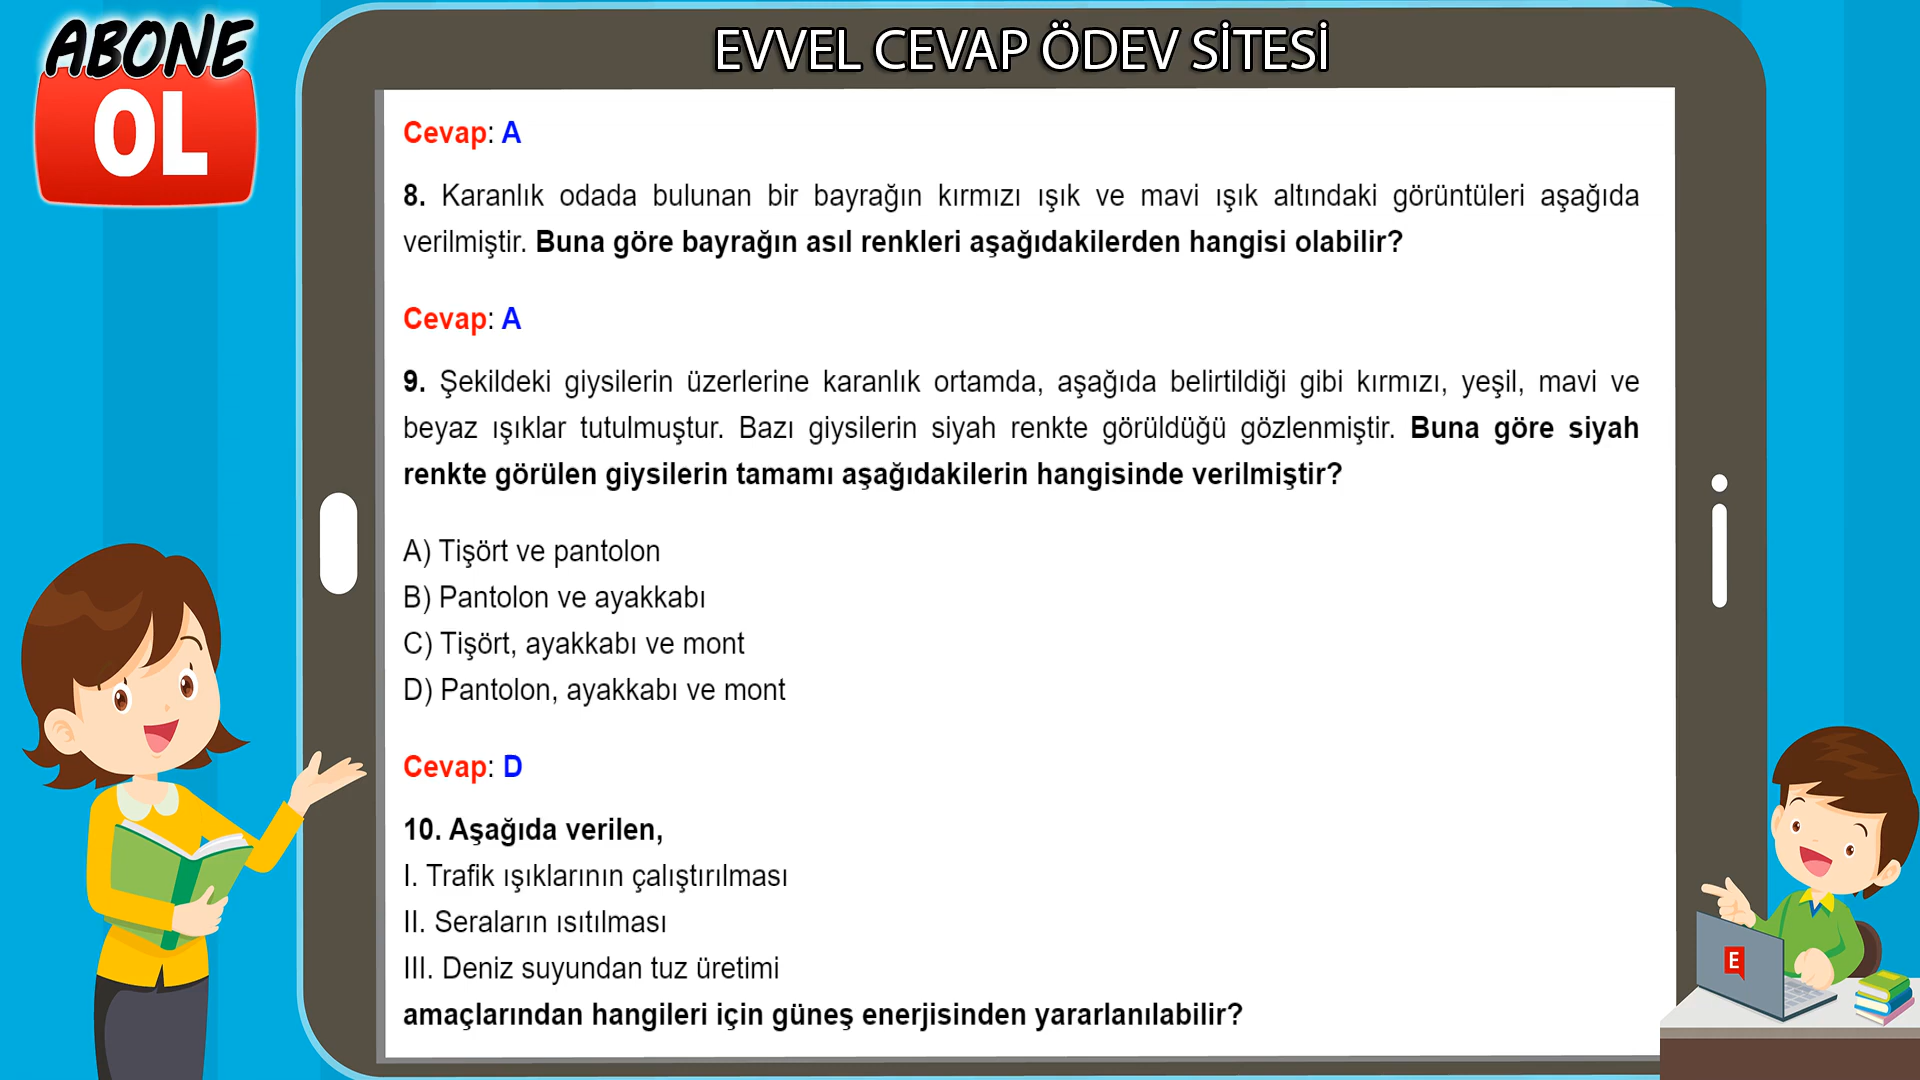 ABONE
OL
EVVEL CEVAP ÖDEV SİTESİ
Cevap: A
8. Karanlık odada bulunan bir bayrağın kırmızı ışık ve mavi ışık altındaki görüntüleri aşağıda
verilmiştir. Buna göre bayrağın asıl renkleri aşağıdakilerden hangisi olabilir?
Cevap: A
9. Şekildeki giysilerin üzerlerine karanlık ortamda, aşağıda belirtildiği gibi kırmızı, yeşil, mavi ve
beyaz ışıklar tutulmuştur. Bazı giysilerin siyah renkte görüldüğü gözlenmiştir. Buna göre siyah
renkte görülen giysilerin tamamı aşağıdakilerin hangisinde verilmiştir?
A) Tişört ve pantolon
B) Pantolon ve ayakkabı
C) Tişört, ayakkabı ve mont
D) Pantolon, ayakkabı ve mont
Cevap: D
10. Aşağıda verilen,
I. Trafik ışıklarının çalıştırılması
II. Seraların ısıtılması
III. Deniz suyundan tuz üretimi
amaçlarından hangileri için güneş enerjisinden yararlanılabilir?
E